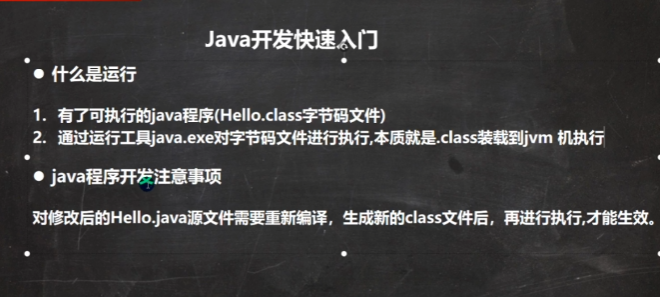 Java开发快速入门
● 什么是运行
1. 有了可执行的java程序(Hello.class字节码文件)
2. 通过运行工具java.exe对字节码文件进行执行,本质就是.class装载到jvm 机执行
● java程序开发注意事项
对修改后的Hello.java源文件需要重新编译，生成新的class文件后，再进行执行,才能生效。